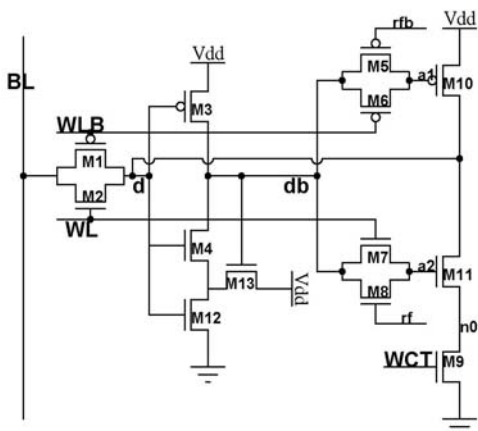 rfb
Vdd
Vdd
BL
M5
a1
M10
M3
M6
WLB
M1
d
db
M2
WL
M4
M7
a2
M11
M13
Vdd
M8
M12
rf
n0
WCT
M9